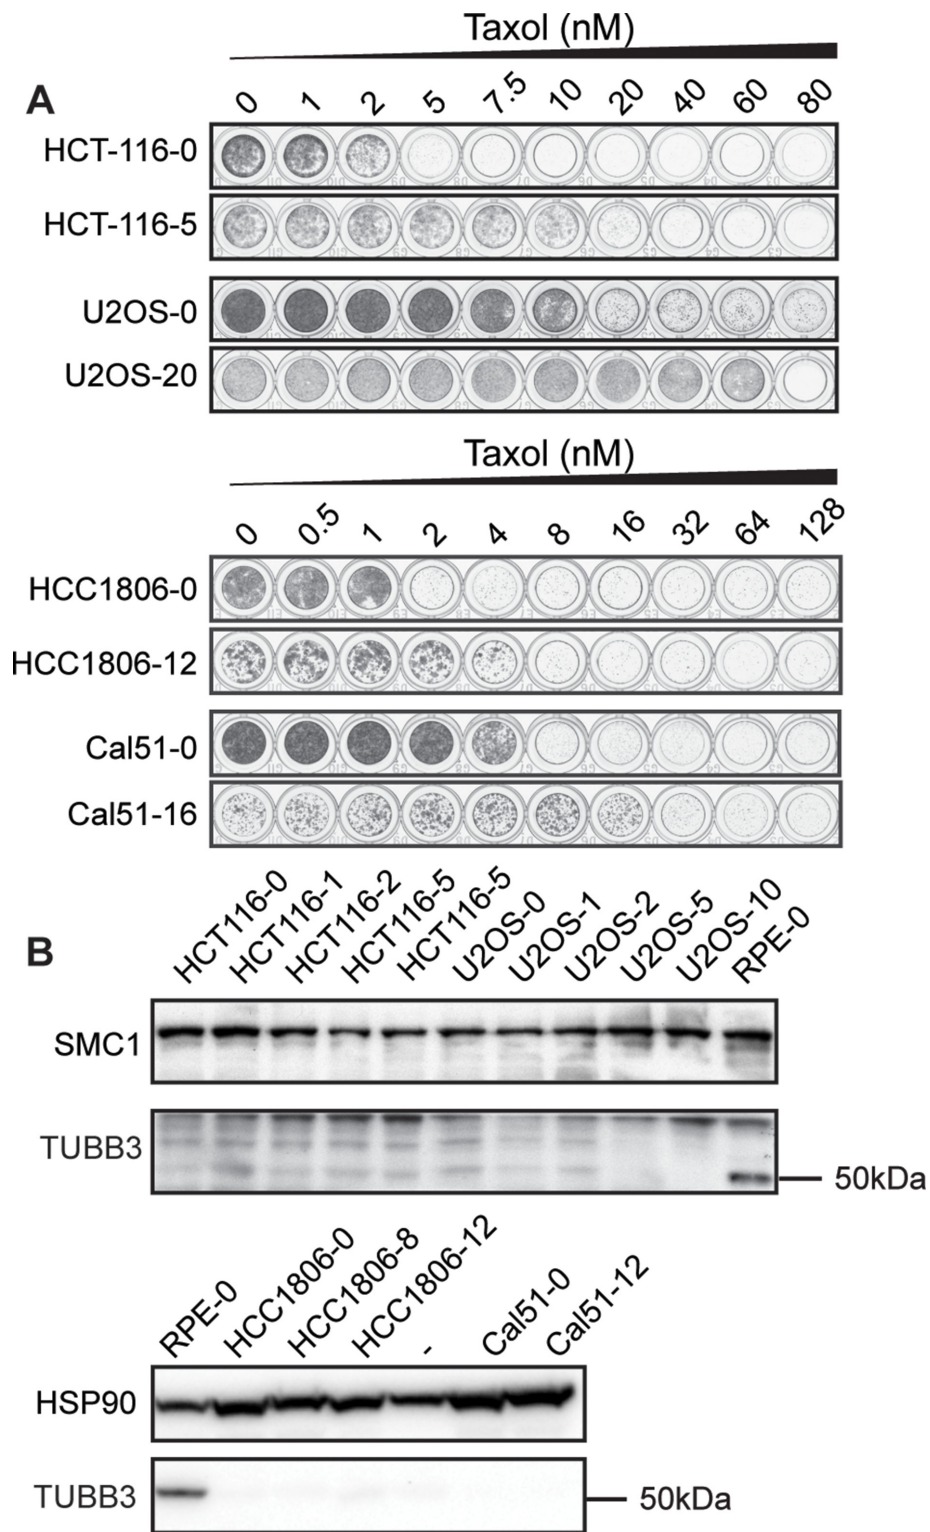 Taxol (nM)
A
0 1 2 5 7.5 10 20 40 60 80
HCT-116-0
HCT-116-5
U2OS-0
U2OS-20
Taxol (nM)
0 0.5 1 2 4 8 16 32 64 128
HCC1806-0
HCC1806-12
Cal51-0
Cal51-16
B
HCT116-0 HCT116-1 HCT116-2 HCT116-5 HCT116-5 U2OS-0 U2OS-1 U2OS-2 U2OS-5 U2OS-10 RPE-0
SMC1
TUBB3
50kDa
RPE-0 HCC1806-0 HCC1806-8 HCC1806-12 - Cal51-0 Cal51-12
HSP90
TUBB3
50kDa